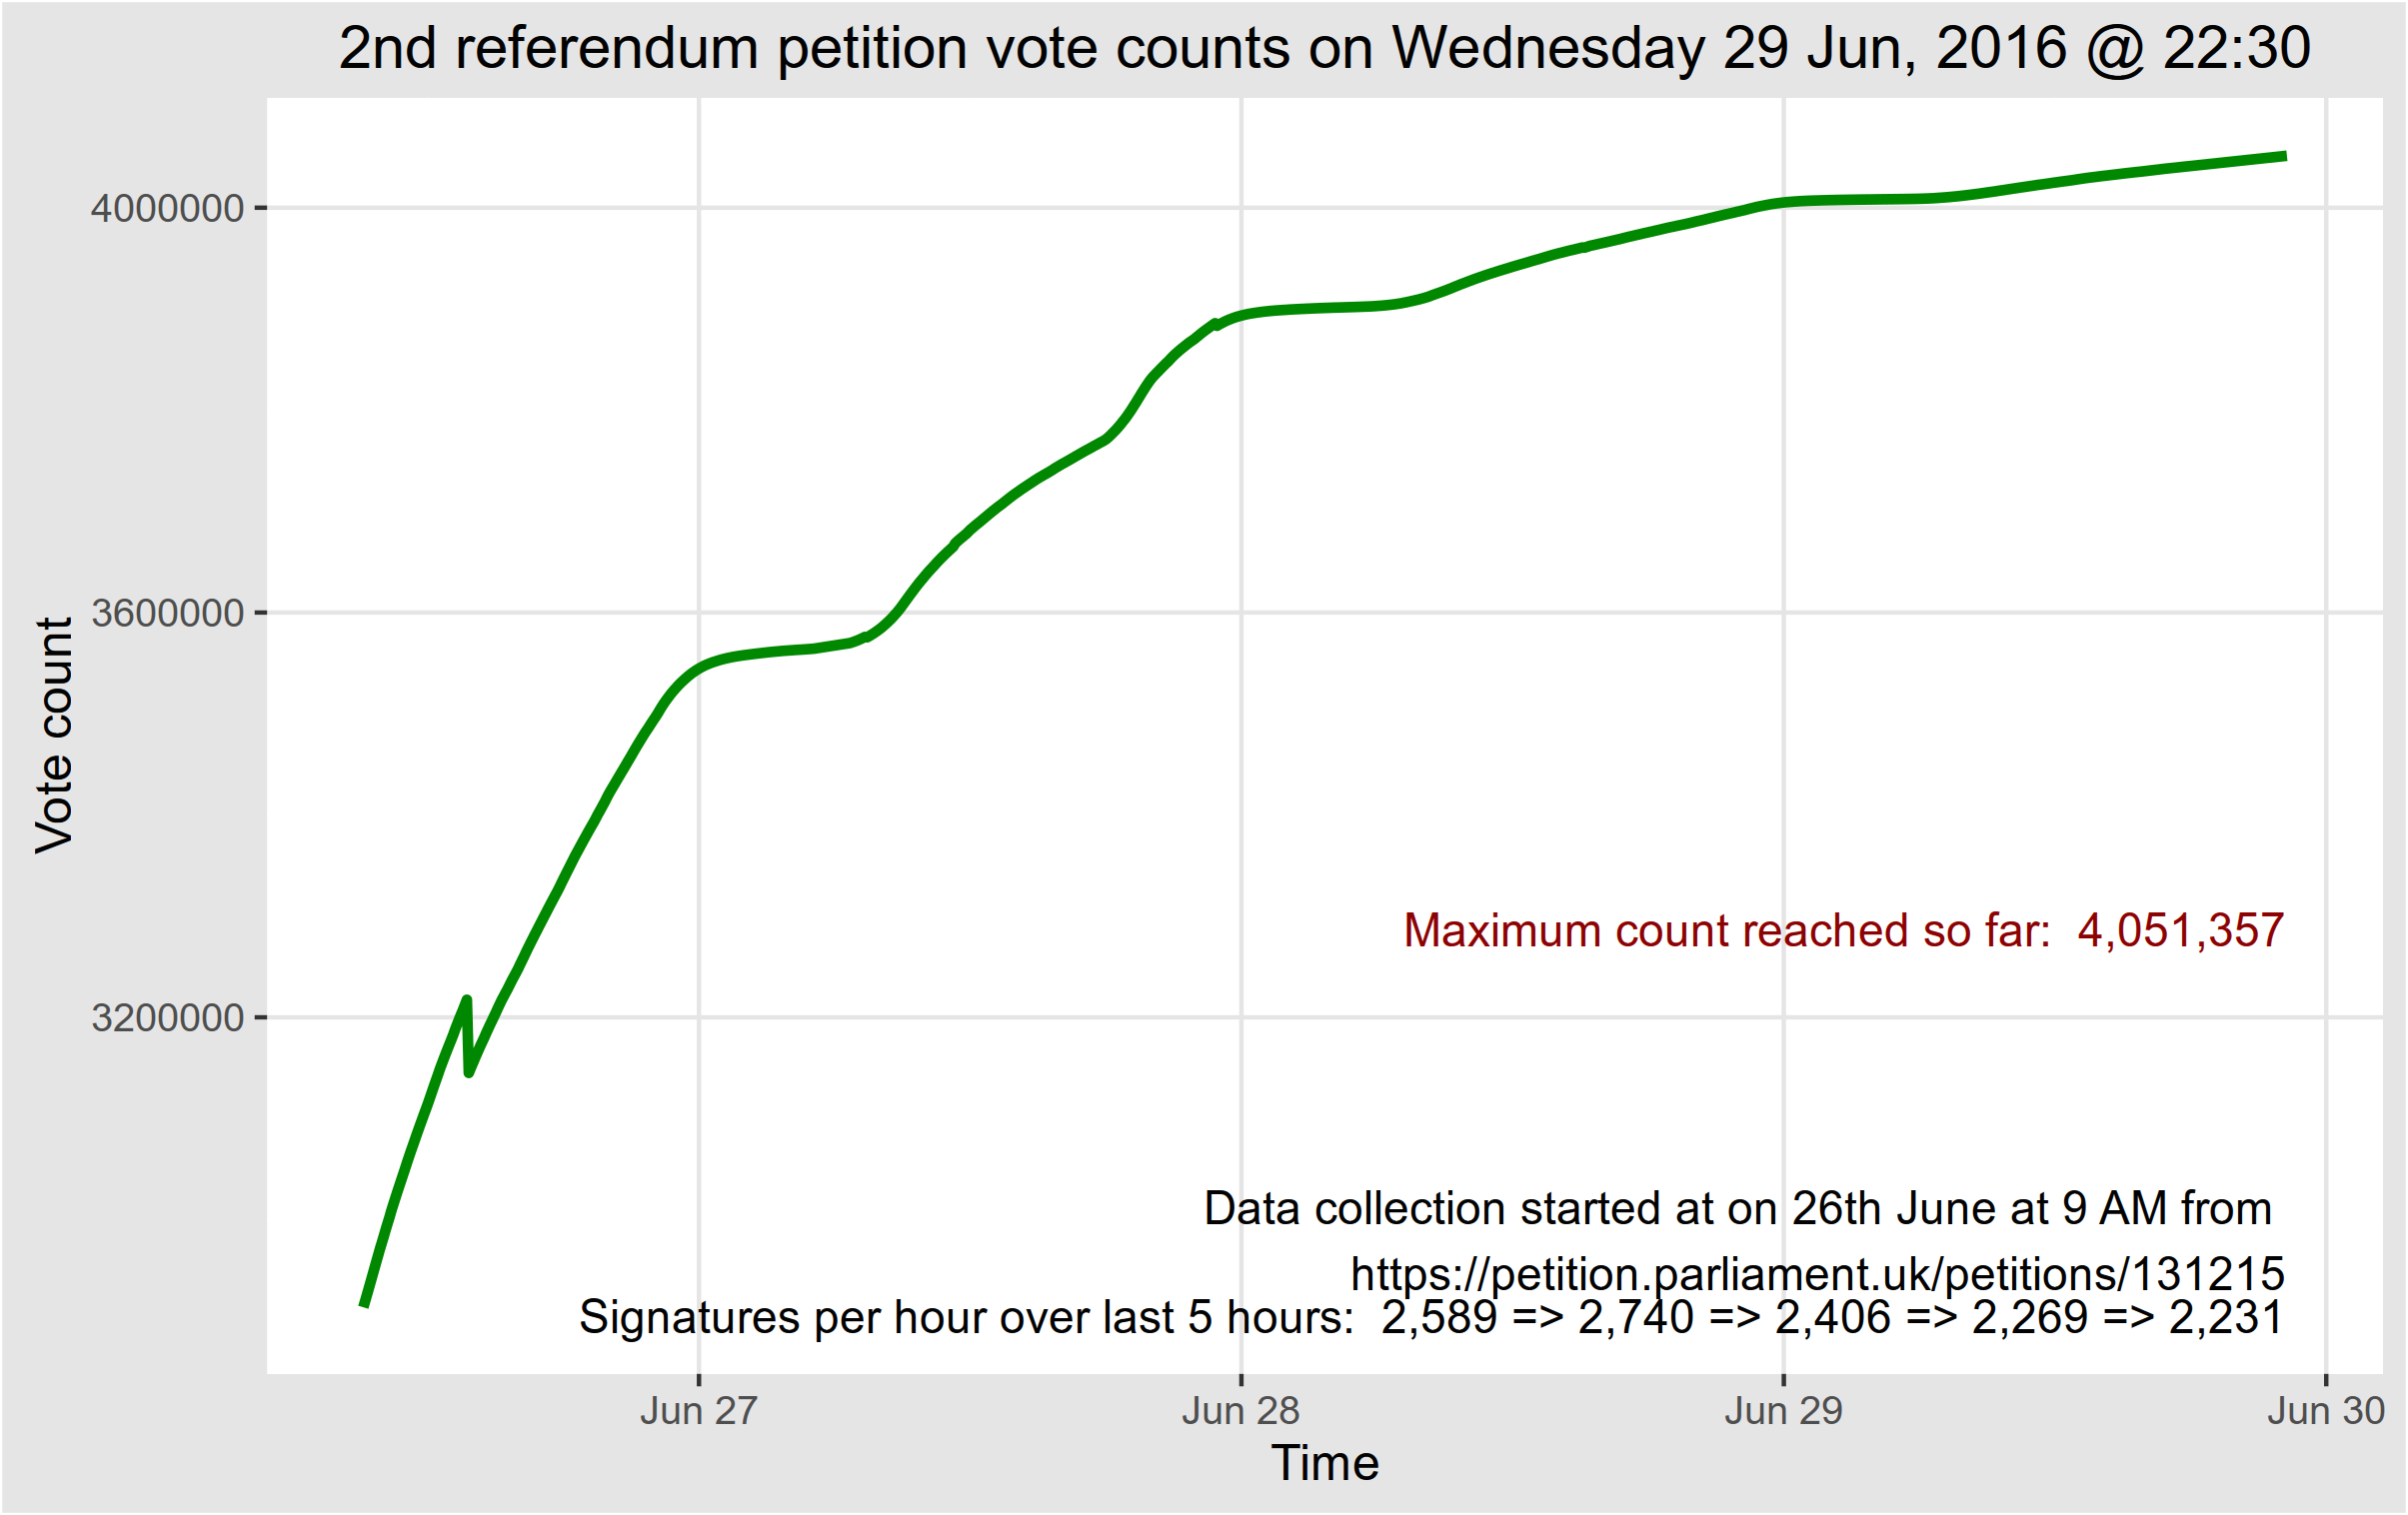 2nd referendum petition vote counts on Wednesday 29 Jun, 2016 @ 22:30
Vote count
4000000
3600000
3200000
Maximum count reached so far:  4,051,357
Data collection started at on 26th June at 9 AM from
https://petition.parliament.uk/petitions/131215
Signatures per hour over last 5 hours:  2,589 => 2,740 => 2,406 => 2,269 => 2,231
Jun 27 Jun 28 Jun 29 Jun 30
Time